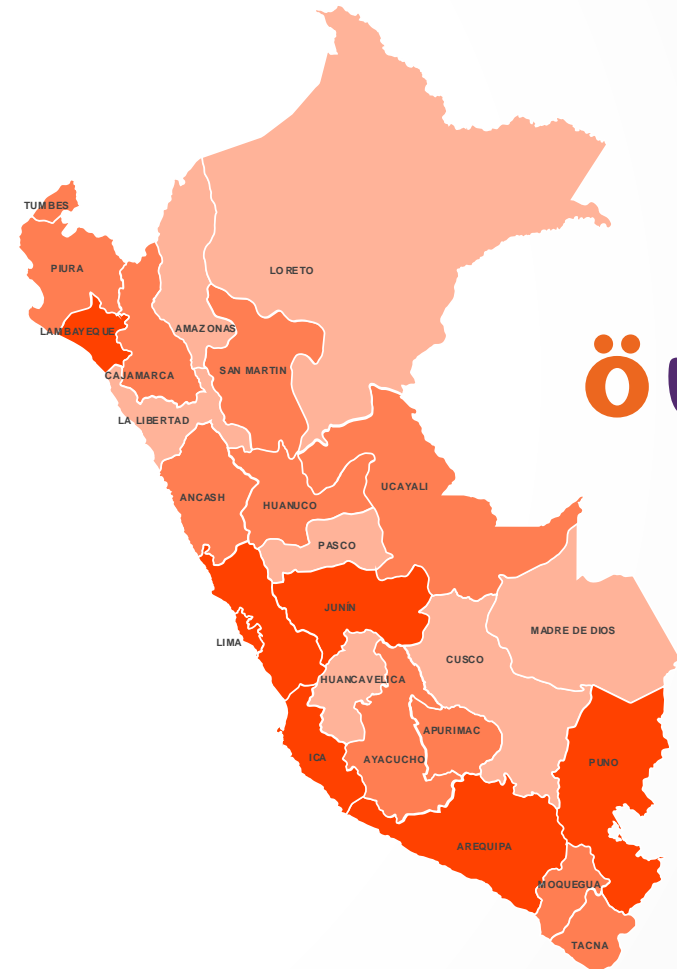 TUMBES
PIURA
LORETO
LAMBAYEQUE
AMAZONAS
CAJAMARCA
SAN MARTIN
LA LIBERTAD
UCAYALI
ANCASH
HUANUCO
PASCO
JUNÍN
MADRE DE DIOS
LIMA
CUSCO
HUANCAVELICA
APURIMAC
ICA
AYACUCHO
PUNO
AREQUIPA
MOQUEGUA
TACNA
ö